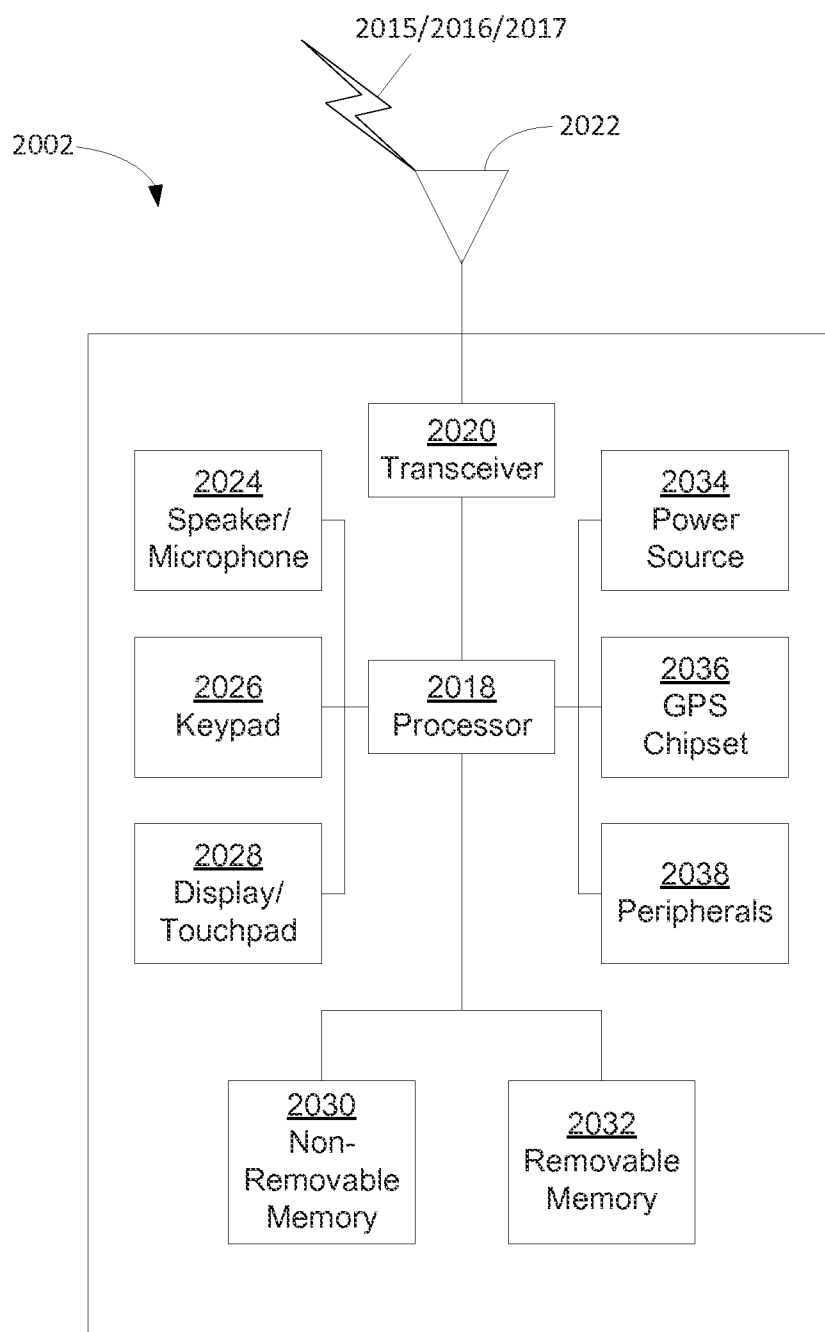 2015/2016/2017
2022
2002
2020
Transceiver
2024
Speaker/
Microphone
2034
Power
Source
2026
Keypad
2018
Processor
2036
GPS
Chipset
2028
Display/
Touchpad
2038
Peripherals
2030
Non-
Removable
Memory
2032
Removable
Memory